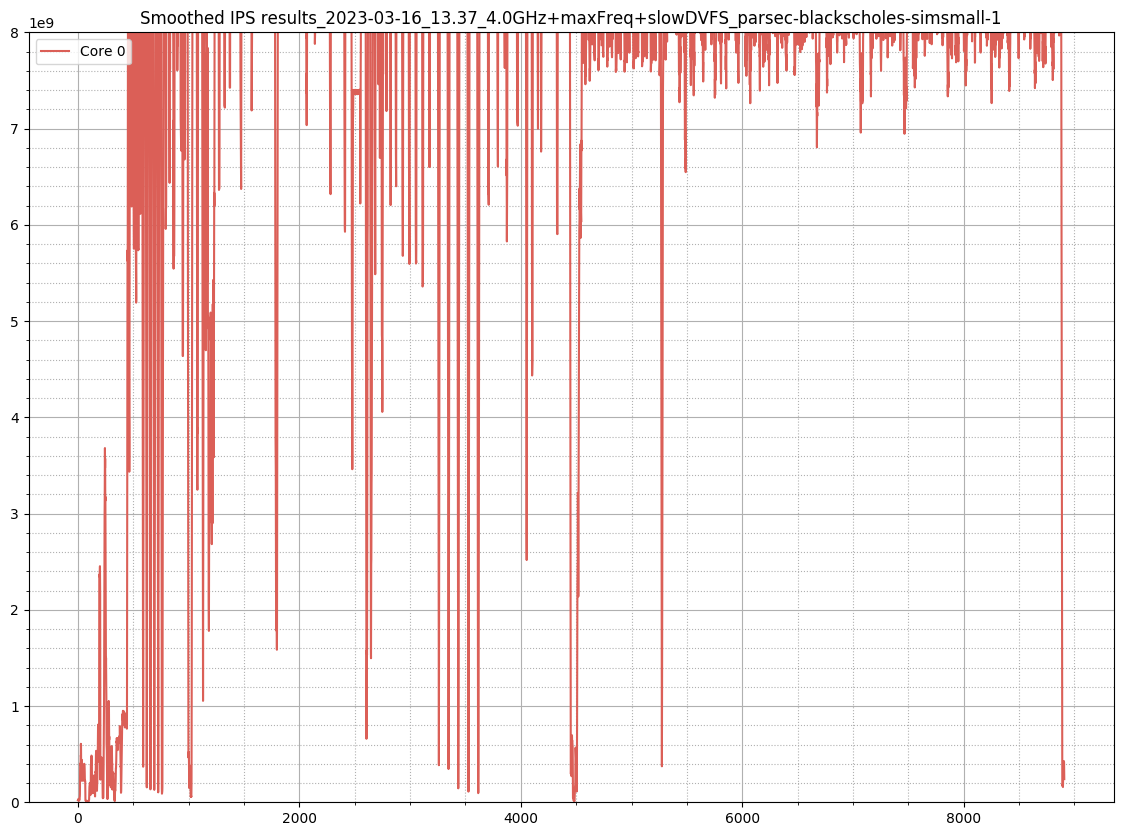 Smoothed IPS results_2023-03-16_13.37_4.0GHz+maxFreq+slowDVFS_parsec-blackscholes-simsmall-1
1e9
Core 0
8
7
6
5
4
3
2
1
0
0 2000 4000 6000 8000